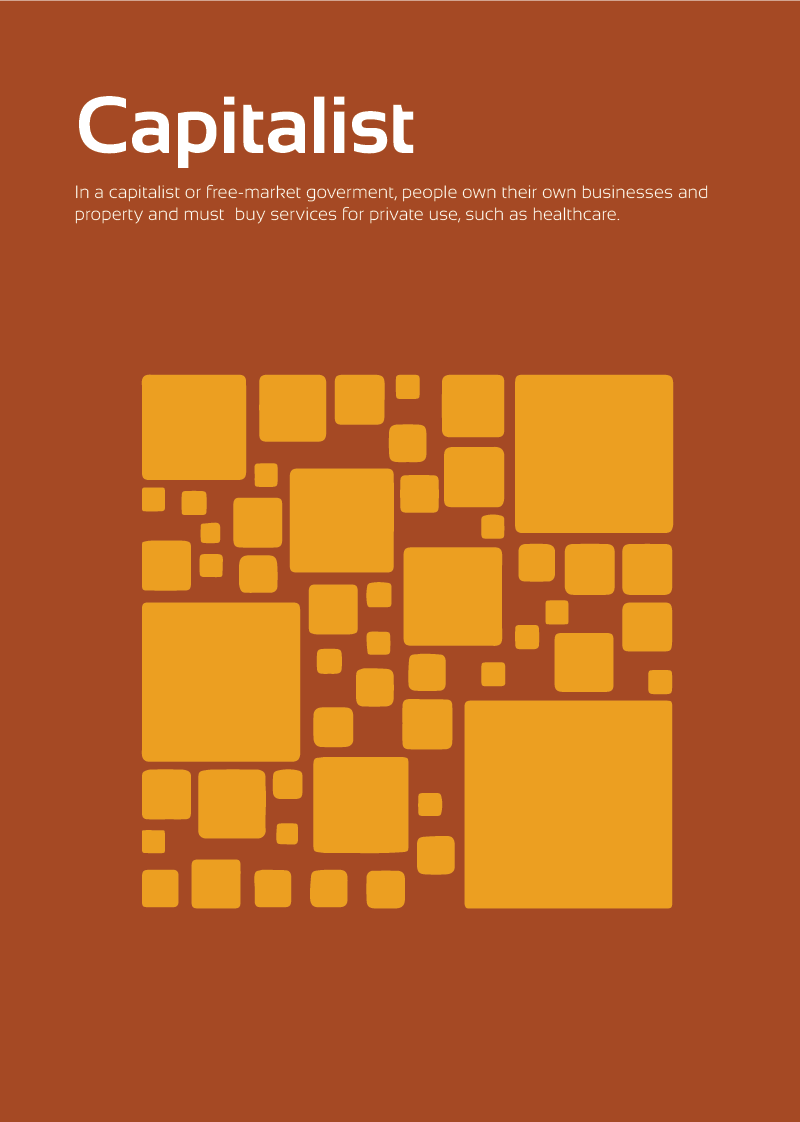 Capitalist
In a capitalist or free-market goverment, people own their own businesses and
property and must  buy services for private use, such as healthcare.